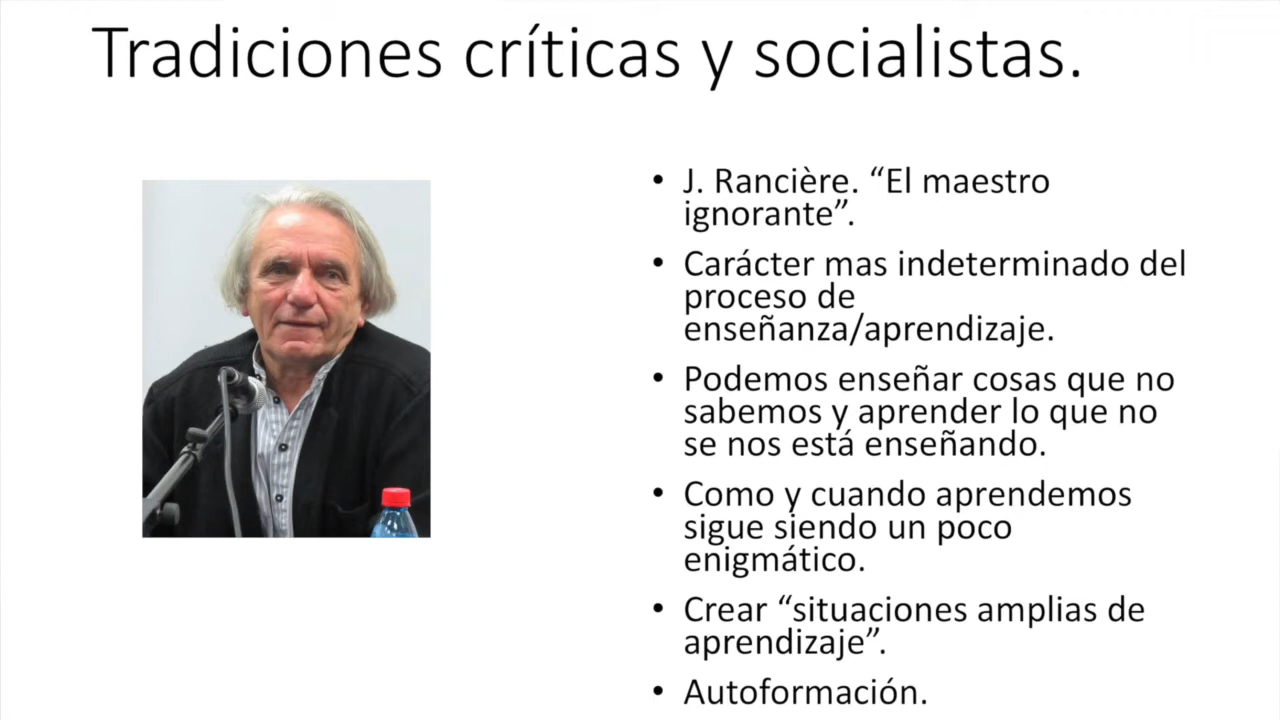 Tradiciones críticas y socialistas.
• J. Rancière. “El maestro
ignorante”.
• Carácter mas indeterminado del
proceso de
enseñanza/aprendizaje.
• Podemos enseñar cosas que no
sabemos y aprender lo que no
se nos está enseñando.
• Como y cuando aprendemos
sigue siendo un poco
enigmático.
• Crear “situaciones amplias de
aprendizaje”.
• Autoformación.